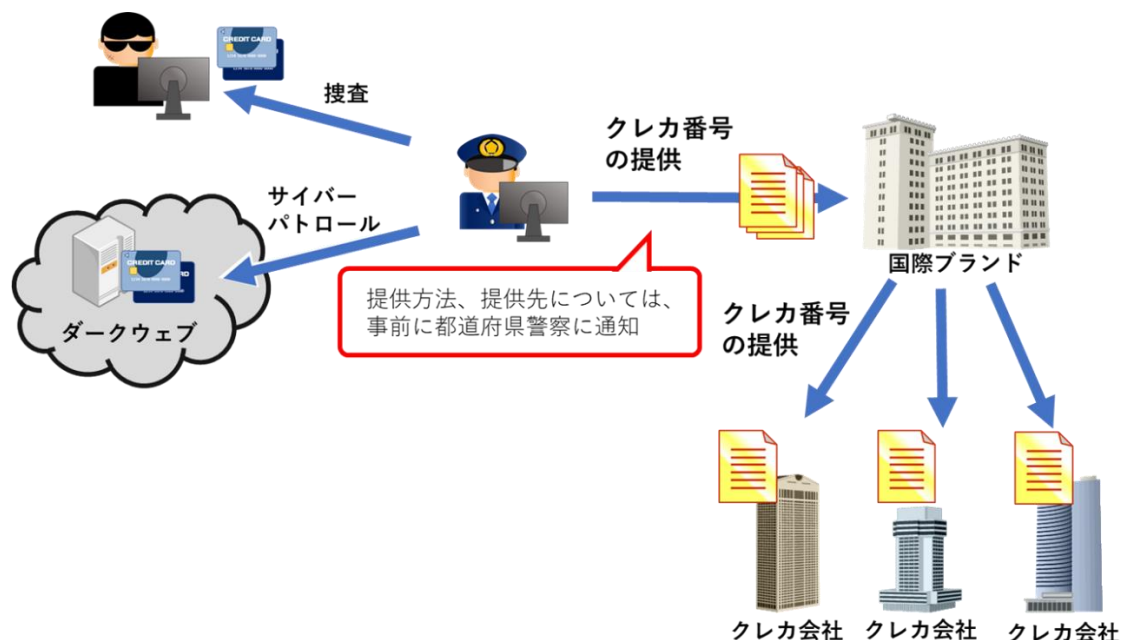 CREDIT CARD
捜査
クレカ番号
の提供
サイバー
パトロール
CREDIT CARD
ダークウェブ
提供方法、提供先については、
事前に都道府県警察に通知
国際ブランド
クレカ番号
の提供
クレカ会社
クレカ会社
クレカ会社